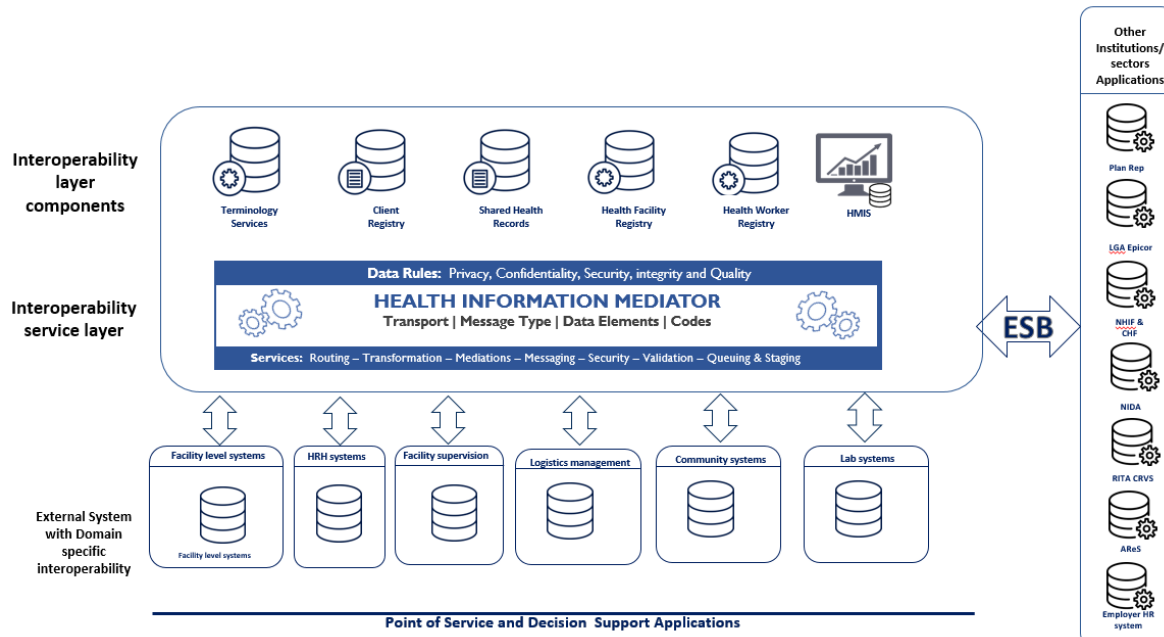 Other
Institutions/
sectors
Applications
Interoperability
layer
components
Terminology
Services
Client
Registry
Shared Health
Records
Health Facility
Registry
Health Worker
Registry
HMIS
Interoperability
service layer
Data Rules: Privacy, Confidentiality, Security, integrity and Quality
HEALTH INFORMATION MEDIATOR
Transport | Message Type | Data Elements | Codes
Services: Routing – Transformation – Mediations – Messaging – Security – Validation – Queuing & Staging
ESB
Plan Rep
LGA Epicor
NHIF &
CHF
NIDA
RITA CRVS
AReS
Employer HR
system
External System
with Domain
specific
interoperability
Facility level systems
Facility level systems
HRH systems
Facility supervision
Logistics management
Community systems
Lab systems
Point of Service and Decision Support Applications